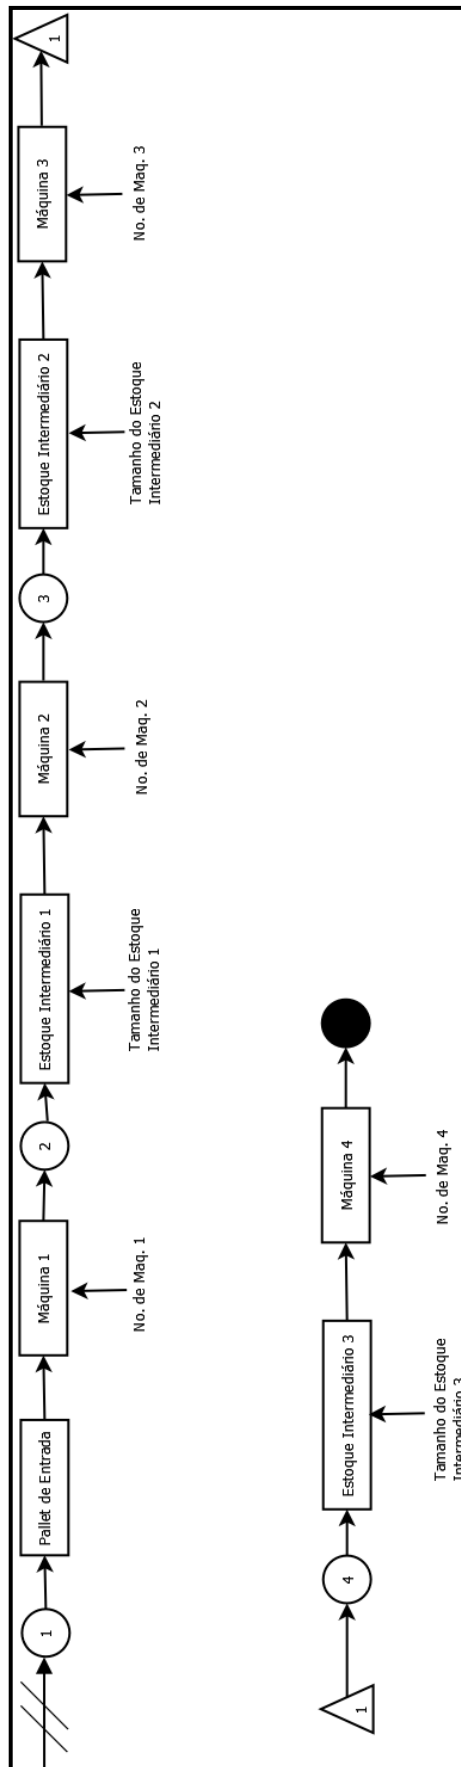 1
Pallet de Entrada
Máquina 1
No. de Maq. 1
2
Estoque Intermediário 1
Tamanho do Estoque
Intermediário 1
Máquina 2
No. de Maq. 2
3
Estoque Intermediário 2
Tamanho do Estoque
Intermediário 2
Máquina 3
No. de Maq. 3
1
1
4
Estoque Intermediário 3
Tamanho do Estoque
Intermediário 3
Máquina 4
No. de Maq. 4